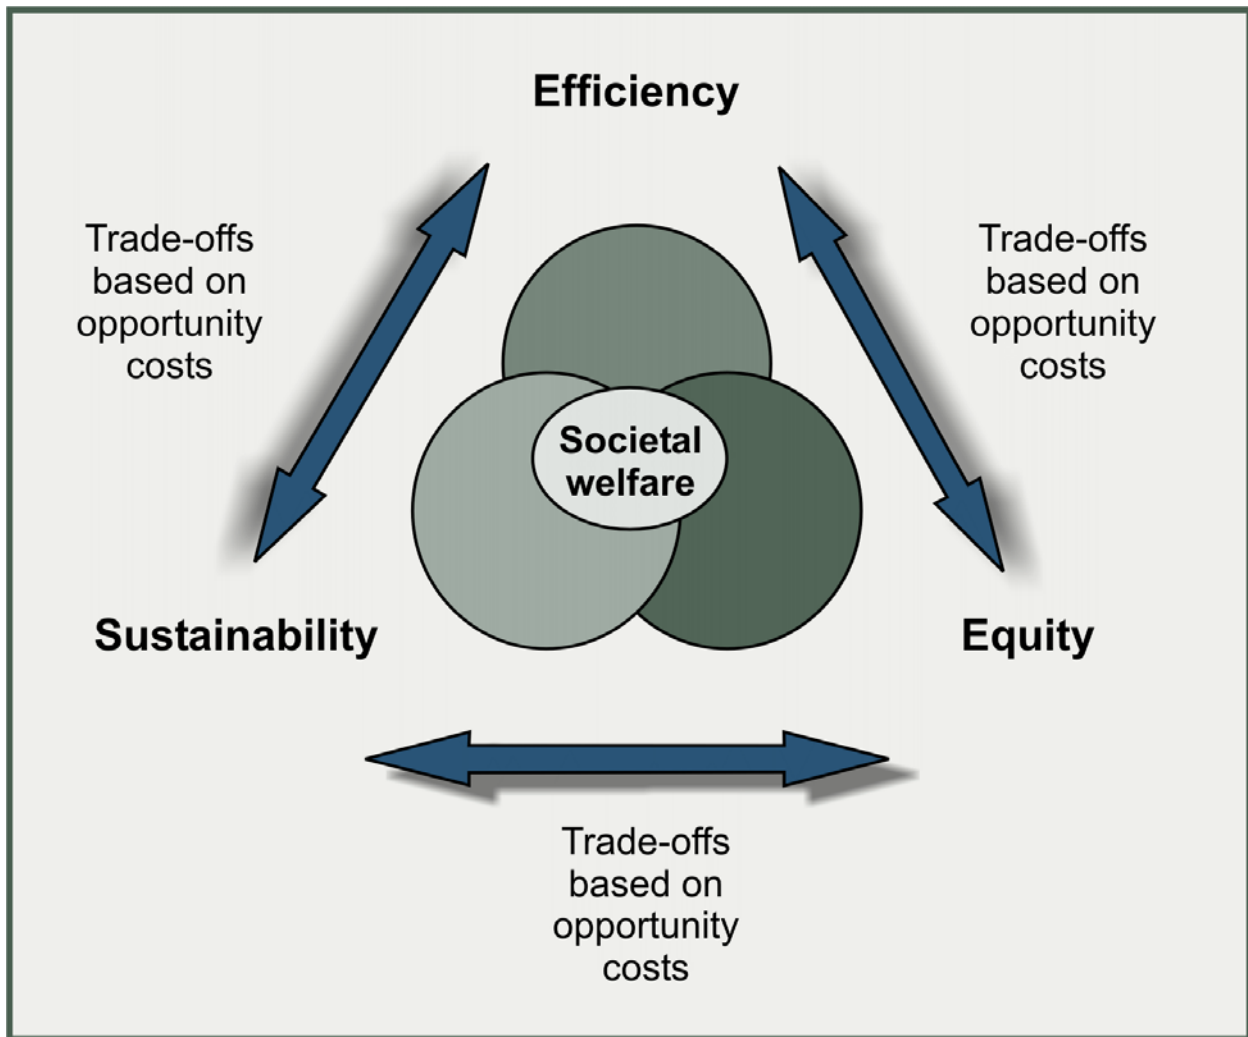 Efficiency
Trade-offs
based on
opportunity
costs
Trade-offs
based on
opportunity
costs
Societal
welfare
Sustainability
Equity
Trade-offs
based on
opportunity
costs